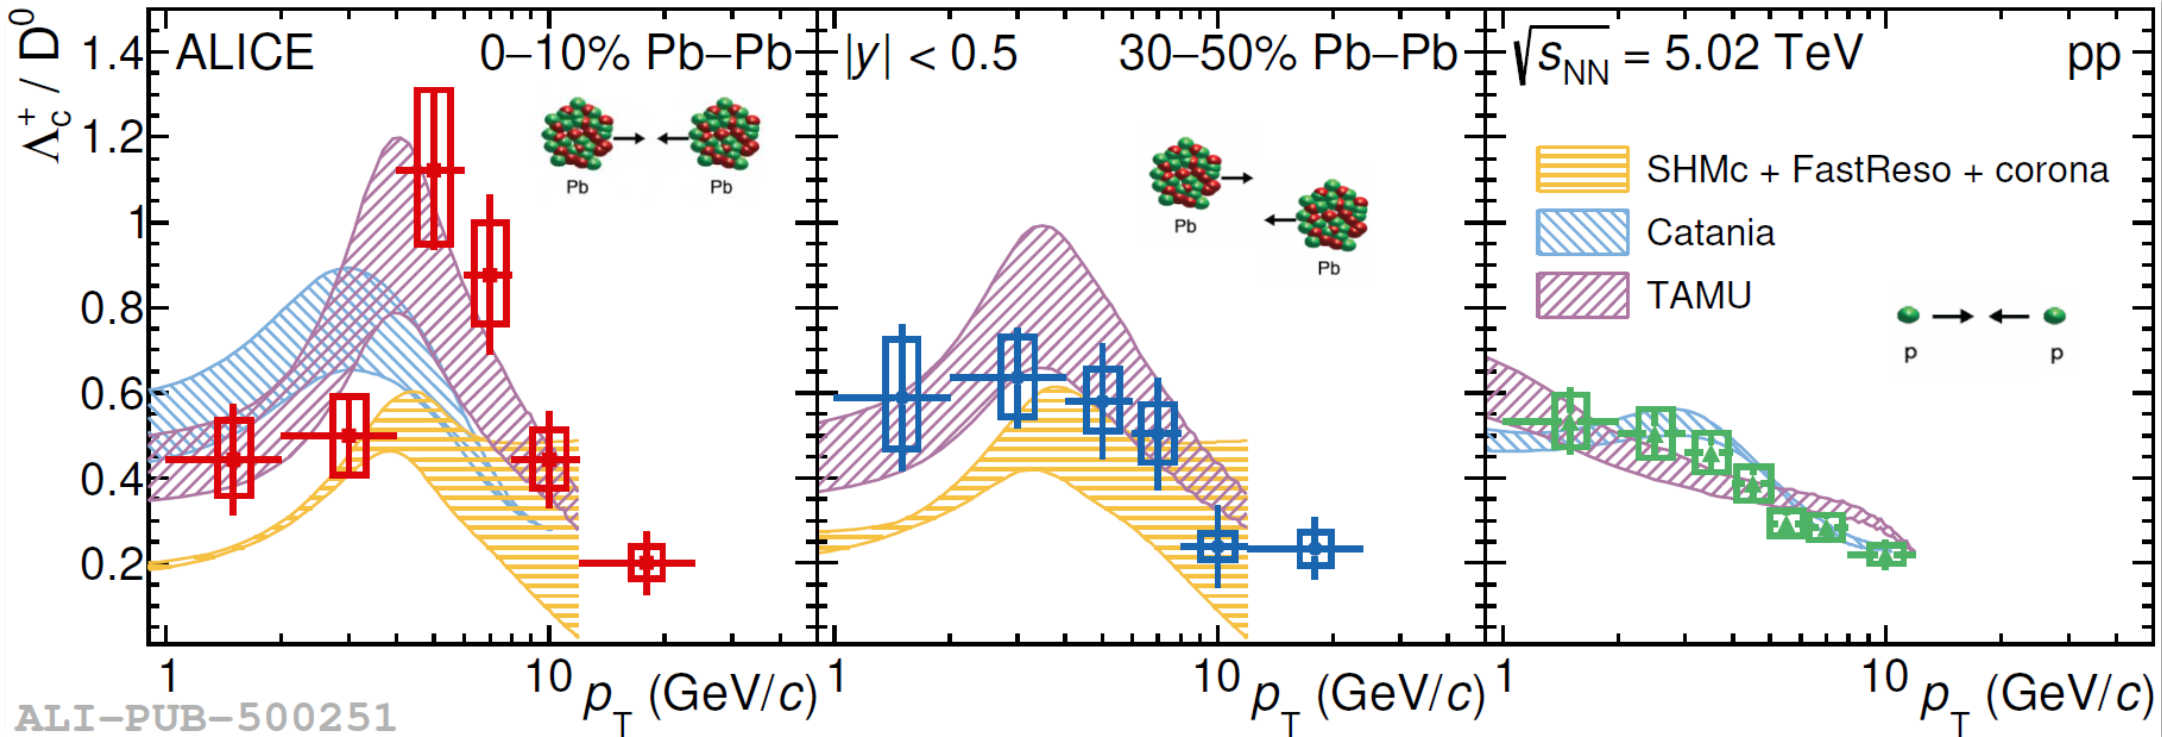 Λc+ / D0
1.4
1.2
1
0.8
0.6
0.4
0.2
ALICE
0–10% Pb–Pb
Pb
Pb
1
10
pT (GeV/c)
|y| < 0.5
30–50% Pb–Pb
Pb
Pb
1
10
pT (GeV/c)
√sNN = 5.02 TeV
pp
SHMc + FastReso + corona
Catania
TAMU
p
p
1
10
pT (GeV/c)
ALI–PUB–500251